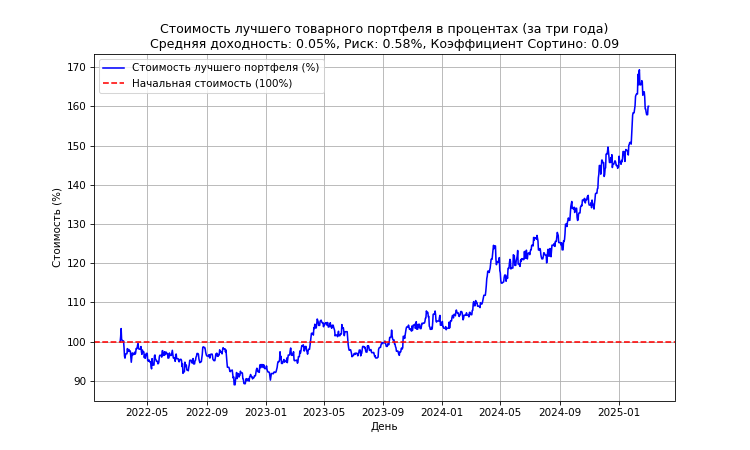 Стоимость лучшего товарного портфеля в процентах (за три года)
Средняя доходность: 0.05%, Риск: 0.58%, Коэффициент Сортино: 0.09
Стоимость лучшего портфеля (%)
Начальная стоимость (100%)
Стоимость (%)
170
160
150
140
130
120
110
100
90
2022-05 2022-09 2023-01 2023-05 2023-09 2024-01 2024-05 2024-09 2025-01
День